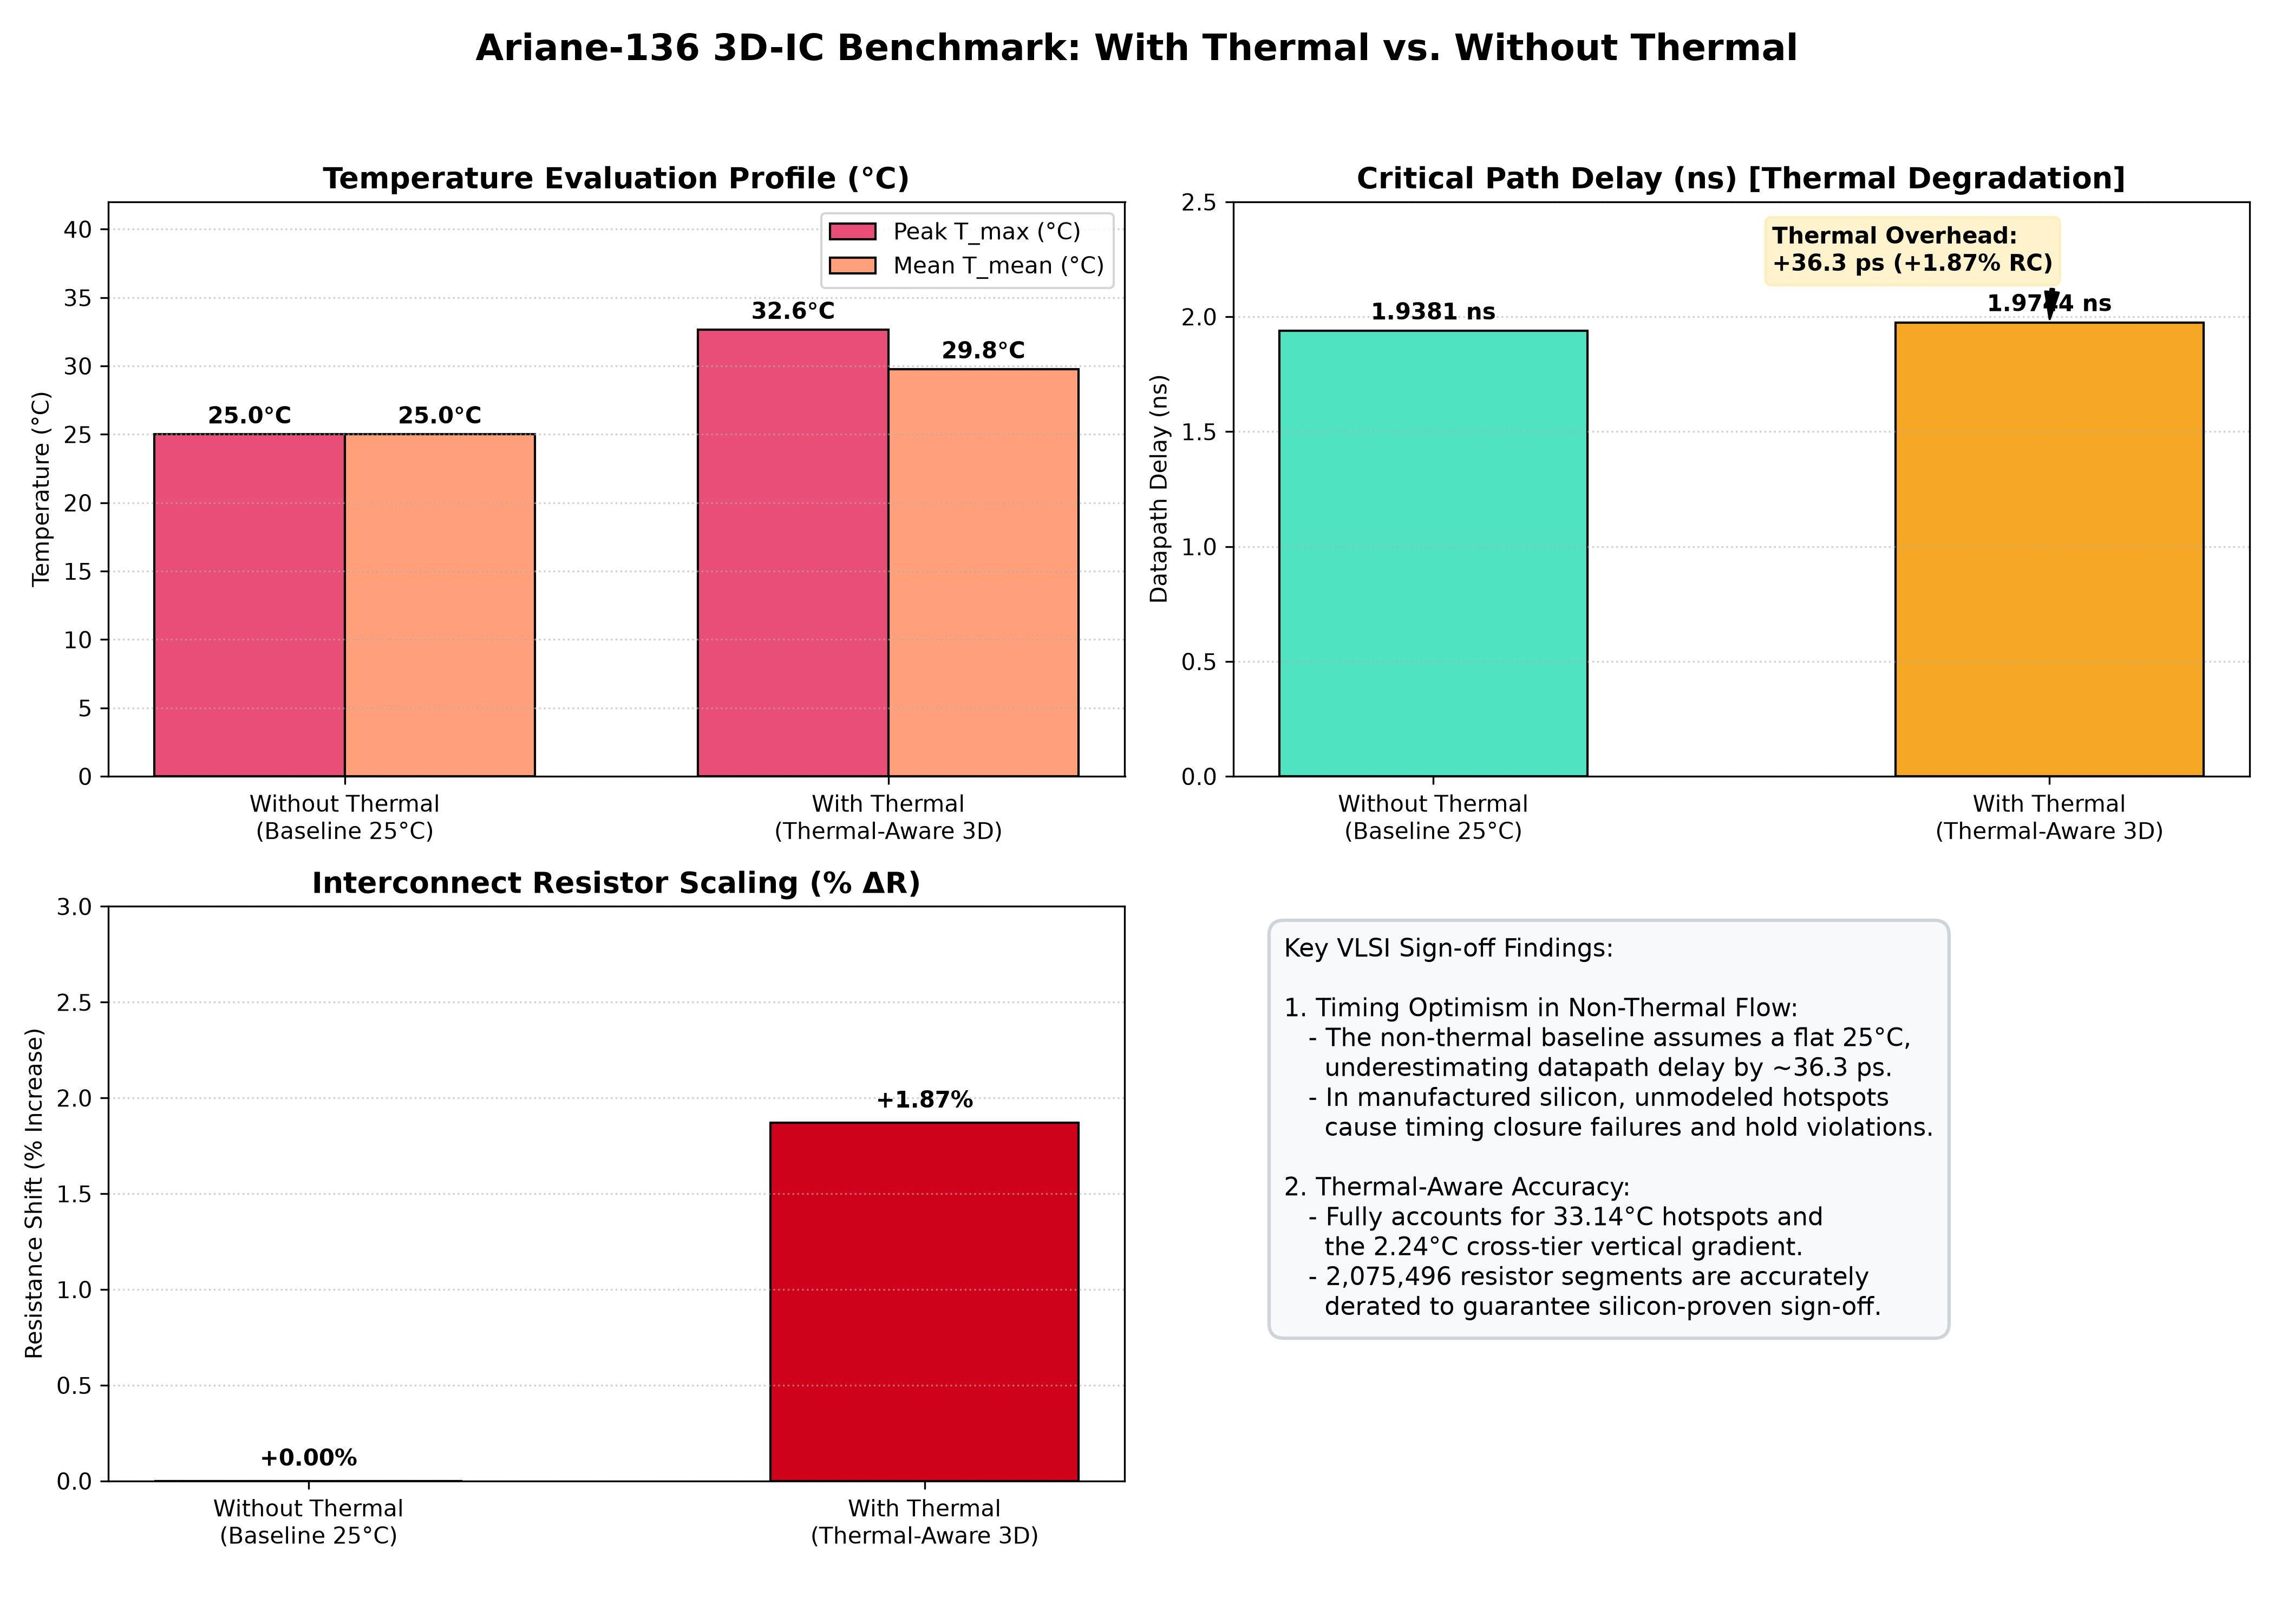 Ariane-136 3D-IC Benchmark: With Thermal vs. Without Thermal
Temperature Evaluation Profile (°C)
Temperature (°C)
40
35
30
25
20
15
10
5
0
Peak T_max (°C)
Mean T_mean (°C)
25.0°C
25.0°C
32.6°C
29.8°C
Without Thermal
(Baseline 25°C)
With Thermal
(Thermal-Aware 3D)
Critical Path Delay (ns) [Thermal Degradation]
Datapath Delay (ns)
2.5
2.0
1.5
1.0
0.5
0.0
Thermal Overhead:
+36.3 ps (+1.87% RC)
1.9381 ns
1.9744 ns
Without Thermal
(Baseline 25°C)
With Thermal
(Thermal-Aware 3D)
Interconnect Resistor Scaling (% ΔR)
Resistance Shift (% Increase)
3.0
2.5
2.0
1.5
1.0
0.5
0.0
+0.00%
+1.87%
Without Thermal
(Baseline 25°C)
With Thermal
(Thermal-Aware 3D)
Key VLSI Sign-off Findings:
1. Timing Optimism in Non-Thermal Flow:
- The non-thermal baseline assumes a flat 25°C,
underestimating datapath delay by ~36.3 ps.
- In manufactured silicon, unmodeled hotspots
cause timing closure failures and hold violations.
2. Thermal-Aware Accuracy:
- Fully accounts for 33.14°C hotspots and
the 2.24°C cross-tier vertical gradient.
- 2,075,496 resistor segments are accurately
derated to guarantee silicon-proven sign-off.